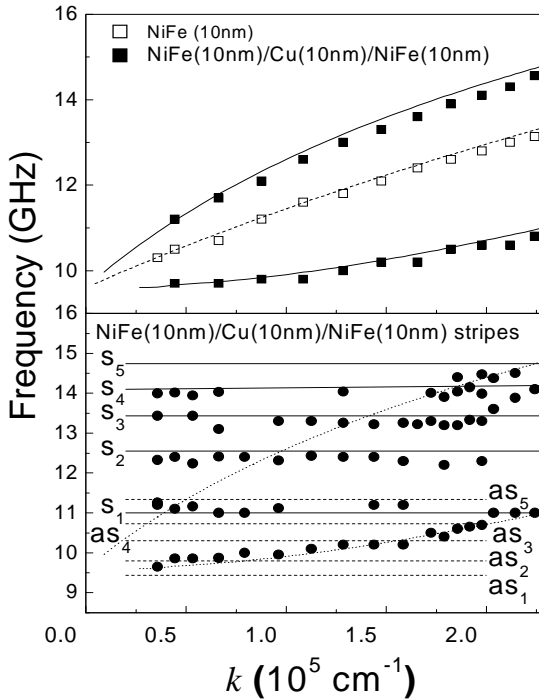 NiFe (10nm)
NiFe(10nm)/Cu(10nm)/NiFe(10nm)
16
14
12
10
Frequency (GHz)
16
NiFe(10nm)/Cu(10nm)/NiFe(10nm) stripes
15
14
13
12
11
10
9
s5
s4
s3
s2
s1
as4
as5
as3
as2
as1
0.0 0.5 1.0 1.5 2.0
k (10^5 cm^-1)